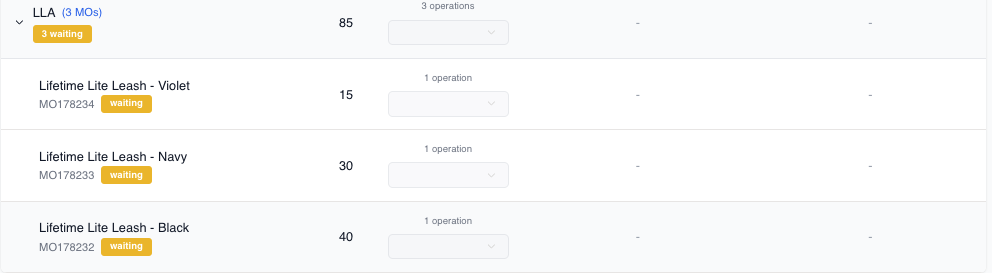 LLA (3 MOs)
3 waiting
85
3 operations
-
-
Lifetime Lite Leash - Violet
MO178234 waiting
15
1 operation
-
-
Lifetime Lite Leash - Navy
MO178233 waiting
30
1 operation
-
-
Lifetime Lite Leash - Black
MO178232 waiting
40
1 operation
-
-